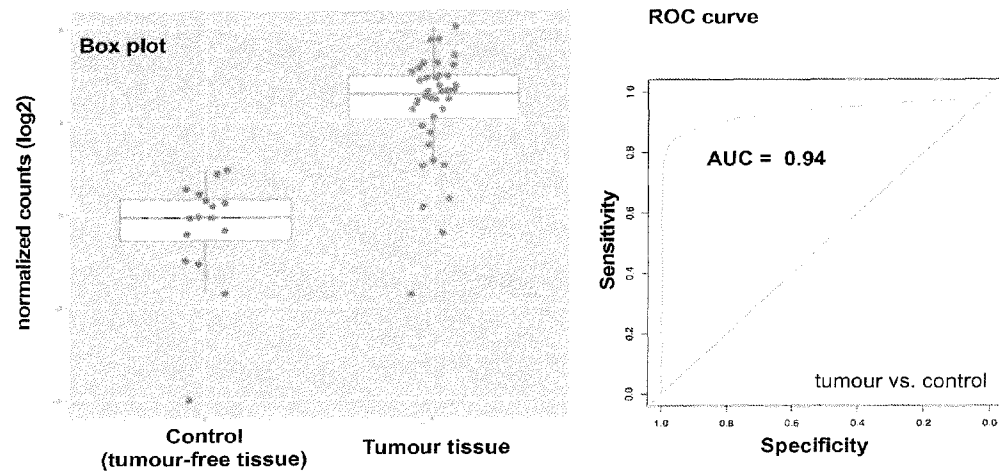 Box plot
normalized counts (log2)
Control
(tumour-free tissue)
Tumour tissue
ROC curve
AUC = 0.94
Sensitivity
1.0
0.8
0.6
0.4
0.2
0.0
tumour vs. control
1.0 0.8 0.6 0.4 0.2 0.0
Specificity